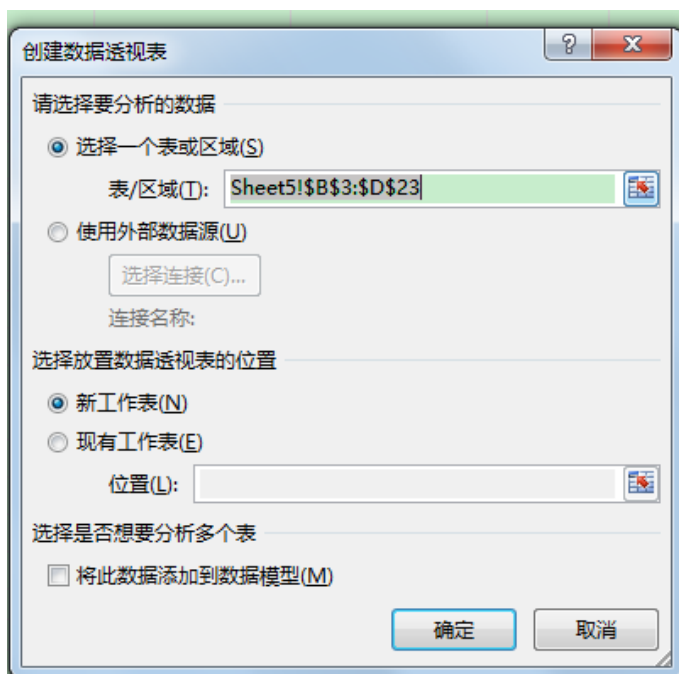 创建数据透视表
请选择要分析的数据
选择一个表或区域(S)
表/区域(T): Sheet5!$B$3:$D$23
使用外部数据源(U)
选择连接(C)...
连接名称:
选择放置数据透视表的位置
新工作表(N)
现有工作表(E)
位置(L):
选择是否想要分析多个表
将此数据添加到数据模型(M)
确定 取消